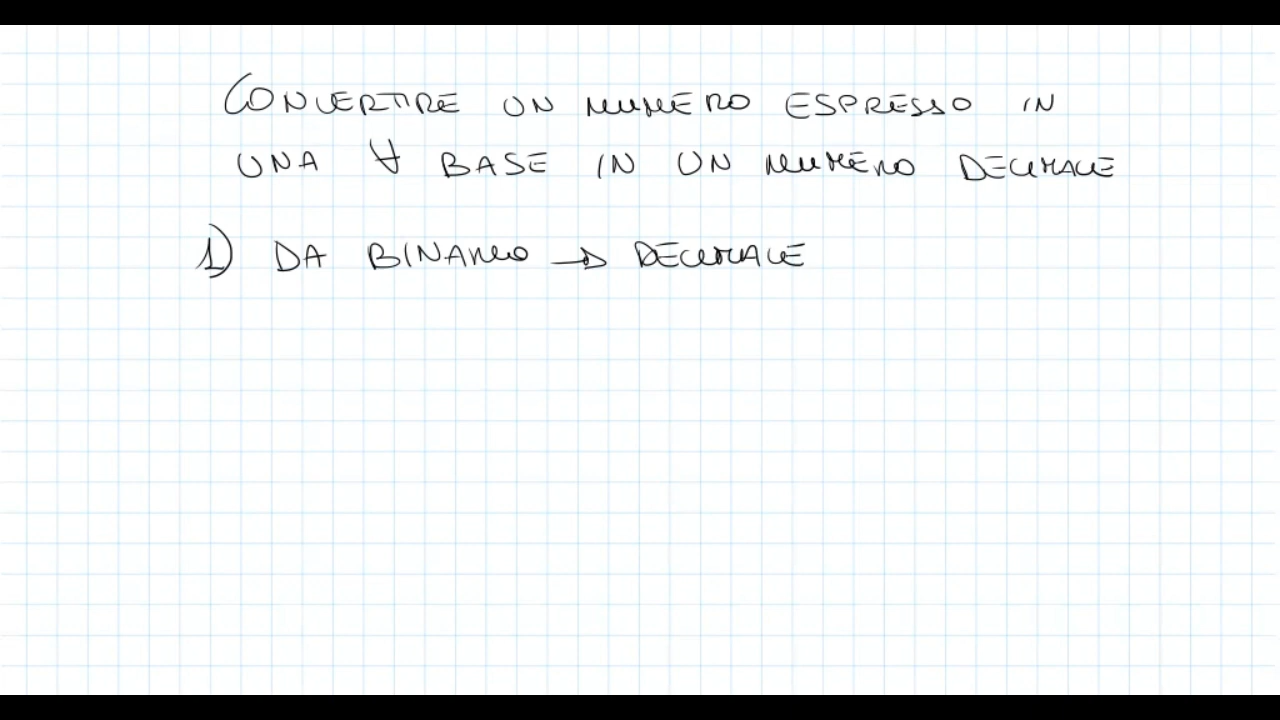 CONVERTIRE UN NUMERO ESPRESSO IN
UNA ∀ BASE IN UN NUMERO DECIMALE
1) DA BINARIO → DECIMALE